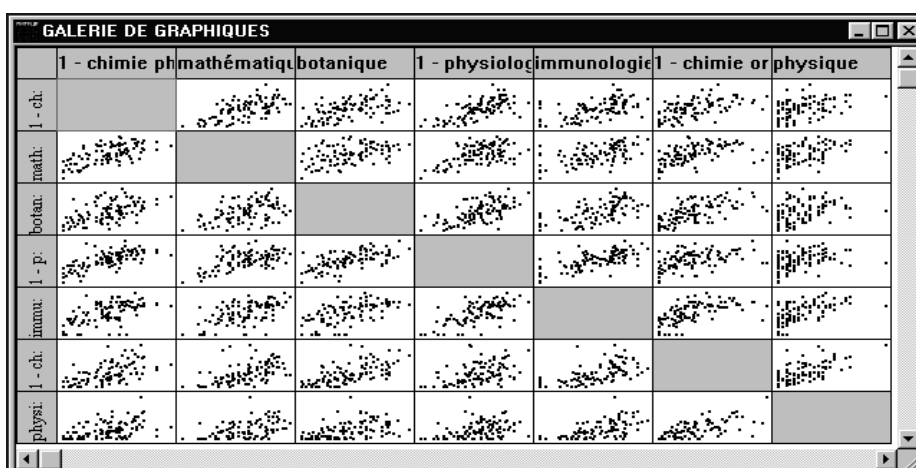 GALERIE DE GRAPHIQUES
1 - chimie ph mathématiqu botanique 1 - physiolog immunologie 1 - chimie or physique
1 - ch:
math:
botan:
1 - p:
immu:
1 - ch:
physi: